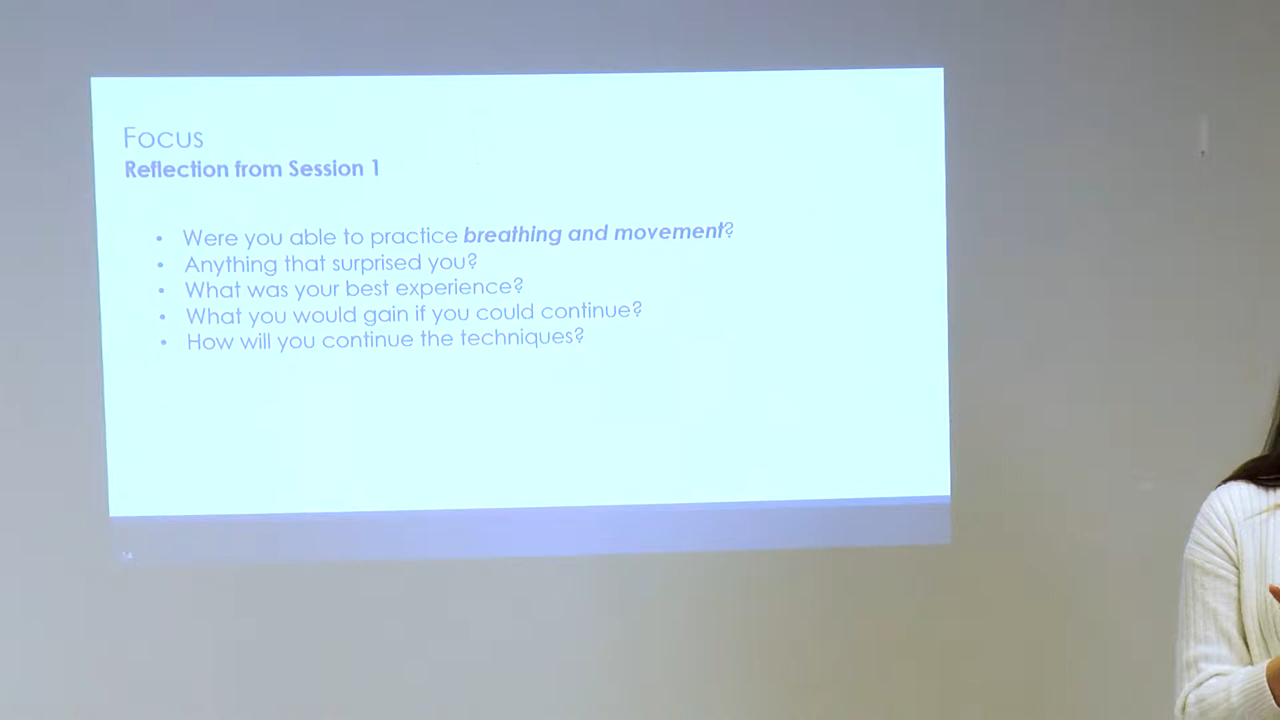 Focus
Reflection from Session 1
• Were you able to practice breathing and movement?
• Anything that surprised you?
• What was your best experience?
• What you would gain if you could continue?
• How will you continue the techniques?
14